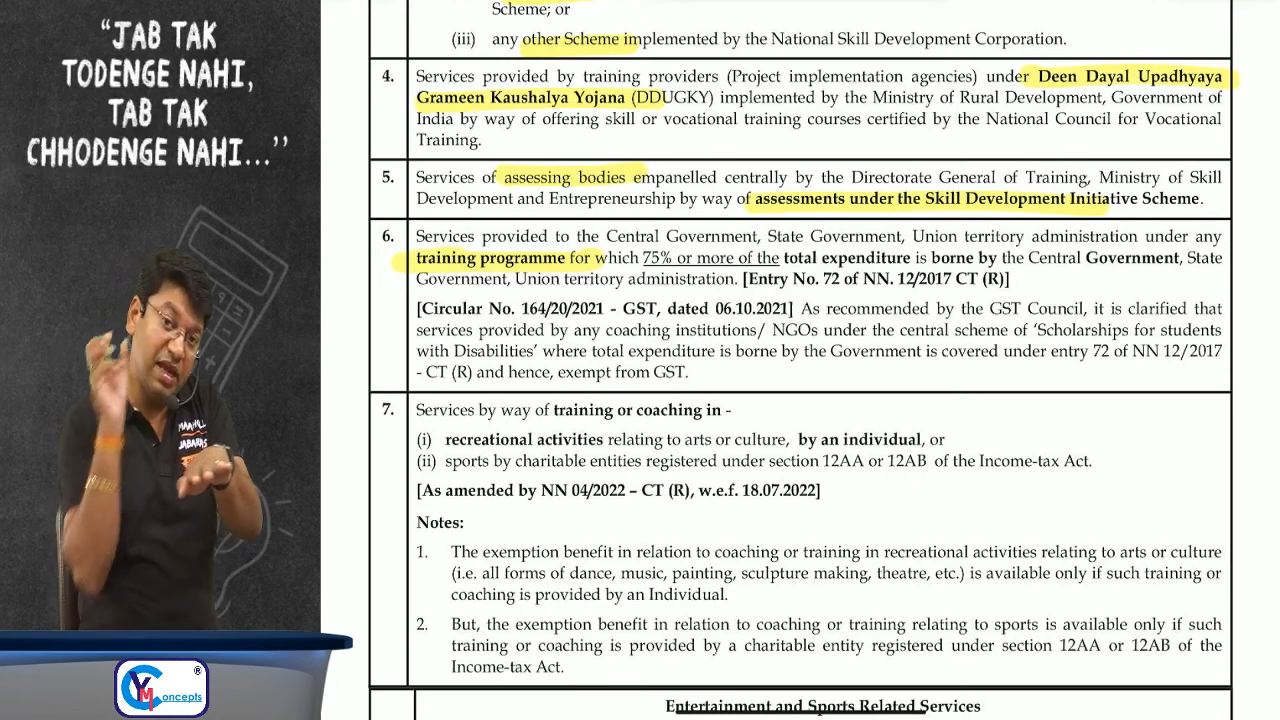 “JAB TAK
TODENGE NAHI,
TAB TAK
CHHODENGE NAHI...’’
Scheme; or
(iii) any other Scheme implemented by the National Skill Development Corporation.
4. Services provided by training providers (Project implementation agencies) under Deen Dayal Upadhyaya
Grameen Kaushalya Yojana (DDUGKY) implemented by the Ministry of Rural Development, Government of
India by way of offering skill or vocational training courses certified by the National Council for Vocational
Training.
5. Services of assessing bodies empanelled centrally by the Directorate General of Training, Ministry of Skill
Development and Entrepreneurship by way of assessments under the Skill Development Initiative Scheme.
6. Services provided to the Central Government, State Government, Union territory administration under any
training programme for which 75% or more of the total expenditure is borne by the Central Government, State
Government, Union territory administration. [Entry No. 72 of NN. 12/2017 CT (R)]
[Circular No. 164/20/2021 - GST, dated 06.10.2021] As recommended by the GST Council, it is clarified that
services provided by any coaching institutions/ NGOs under the central scheme of ‘Scholarships for students
with Disabilities’ where total expenditure is borne by the Government is covered under entry 72 of NN 12/2017
- CT (R) and hence, exempt from GST.
7. Services by way of training or coaching in -
(i) recreational activities relating to arts or culture, by an individual, or
(ii) sports by charitable entities registered under section 12AA or 12AB of the Income-tax Act.
[As amended by NN 04/2022 – CT (R), w.e.f. 18.07.2022]
Notes:
1. The exemption benefit in relation to coaching or training in recreational activities relating to arts or culture
(i.e. all forms of dance, music, painting, sculpture making, theatre, etc.) is available only if such training or
coaching is provided by an Individual.
2. But, the exemption benefit in relation to coaching or training relating to sports is available only if such
training or coaching is provided by a charitable entity registered under section 12AA or 12AB of the
Income-tax Act.
Entertainment and Sports Related Services
CYM oncepts ®